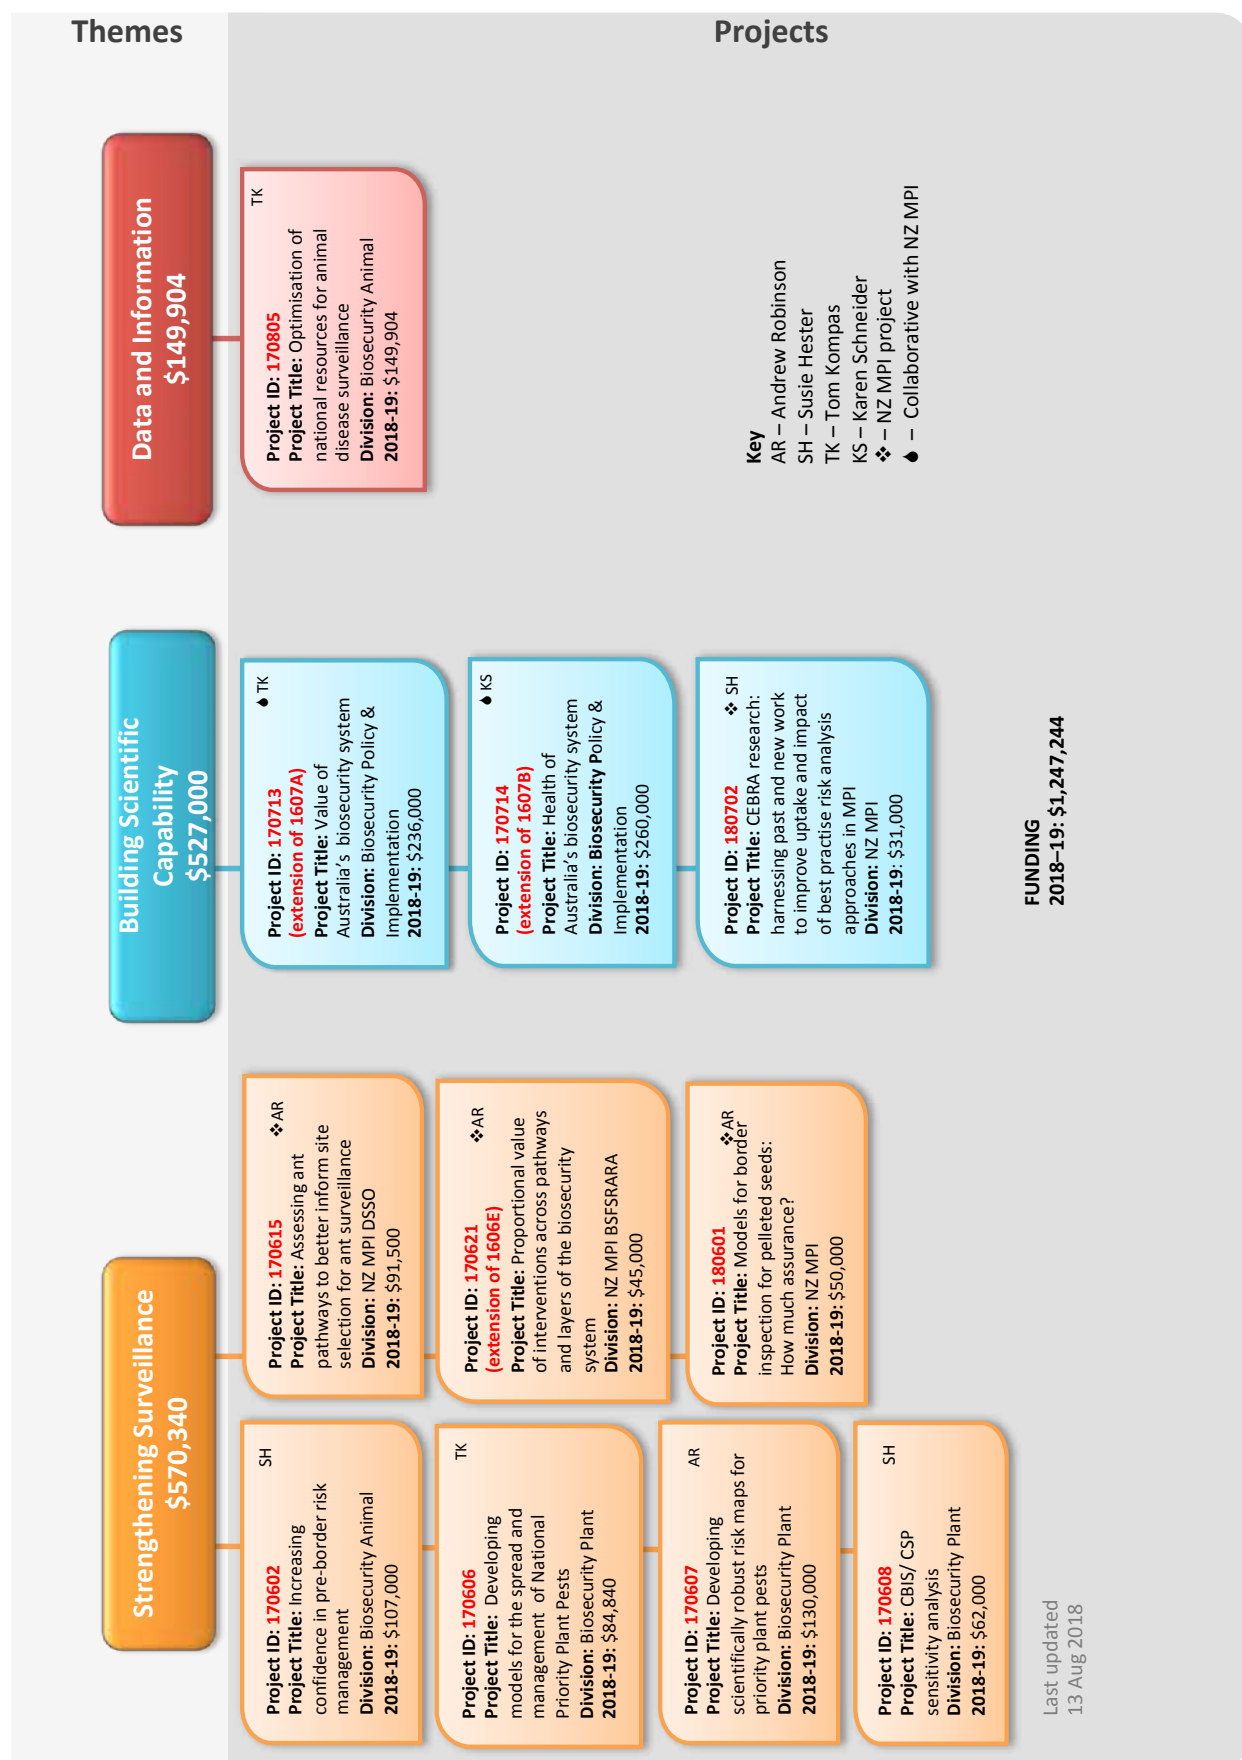 Themes
Projects
Strengthening Surveillance
$570,340
Project ID: 170602
SH
Project Title: Increasing
confidence in pre-border risk
management
Division: Biosecurity Animal
2018-19: $107,000
Project ID: 170606
TK
Project Title: Developing
models for the spread and
management of National
Priority Plant Pests
Division: Biosecurity Plant
2018-19: $84,840
Project ID: 170607
AR
Project Title: Developing
scientifically robust risk maps for
priority plant pests
Division: Biosecurity Plant
2018-19: $130,000
Project ID: 170608
SH
Project Title: CBIS/ CSP
sensitivity analysis
Division: Biosecurity Plant
2018-19: $62,000
Project ID: 170615
❖AR
Project Title: Assessing ant
pathways to better inform site
selection for ant surveillance
Division: NZ MPI DSSO
2018-19: $91,500
Project ID: 170621
❖AR
(extension of 1606E)
Project Title: Proportional value
of interventions across pathways
and layers of the biosecurity
system
Division: NZ MPI BSFSRARA
2018-19: $45,000
Project ID: 180601
❖AR
Project Title: Models for border
inspection for pelleted seeds:
How much assurance?
Division: NZ MPI
2018-19: $50,000
Building Scientific
Capability
$527,000
Project ID: 170713
♠ TK
(extension of 1607A)
Project Title: Value of
Australia's biosecurity system
Division: Biosecurity Policy &
Implementation
2018-19: $236,000
Project ID: 170714
♠ KS
(extension of 1607B)
Project Title: Health of
Australia's biosecurity system
Division: Biosecurity Policy &
Implementation
2018-19: $260,000
Project ID: 180702
❖ SH
Project Title: CEBRA research:
harnessing past and new work
to improve uptake and impact
of best practise risk analysis
approaches in MPI
Division: NZ MPI
2018-19: $31,000
Data and Information
$149,904
Project ID: 170805
TK
Project Title: Optimisation of
national resources for animal
disease surveillance
Division: Biosecurity Animal
2018-19: $149,904
Key
AR – Andrew Robinson
SH – Susie Hester
TK – Tom Kompas
KS – Karen Schneider
❖ – NZ MPI project
♠ – Collaborative with NZ MPI
FUNDING
2018–19: $1,247,244
Last updated
13 Aug 2018